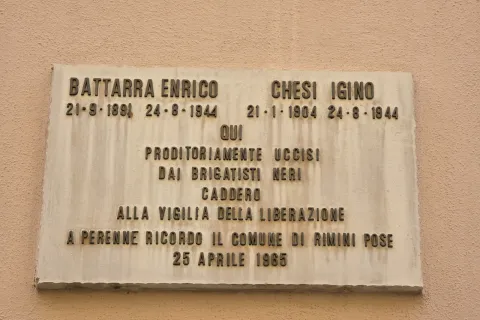 BATTARRA ENRICO CHESI IGINO
21·9·1891 24·8·1944 21·1·1904 24·8·1944
QUI
PRODITORIAMENTE UCCISI
DAI BRIGATISTI NERI
CADDERO
ALLA VIGILIA DELLA LIBERAZIONE
A PERENNE RICORDO IL COMUNE DI RIMINI POSE
25 APRILE 1965